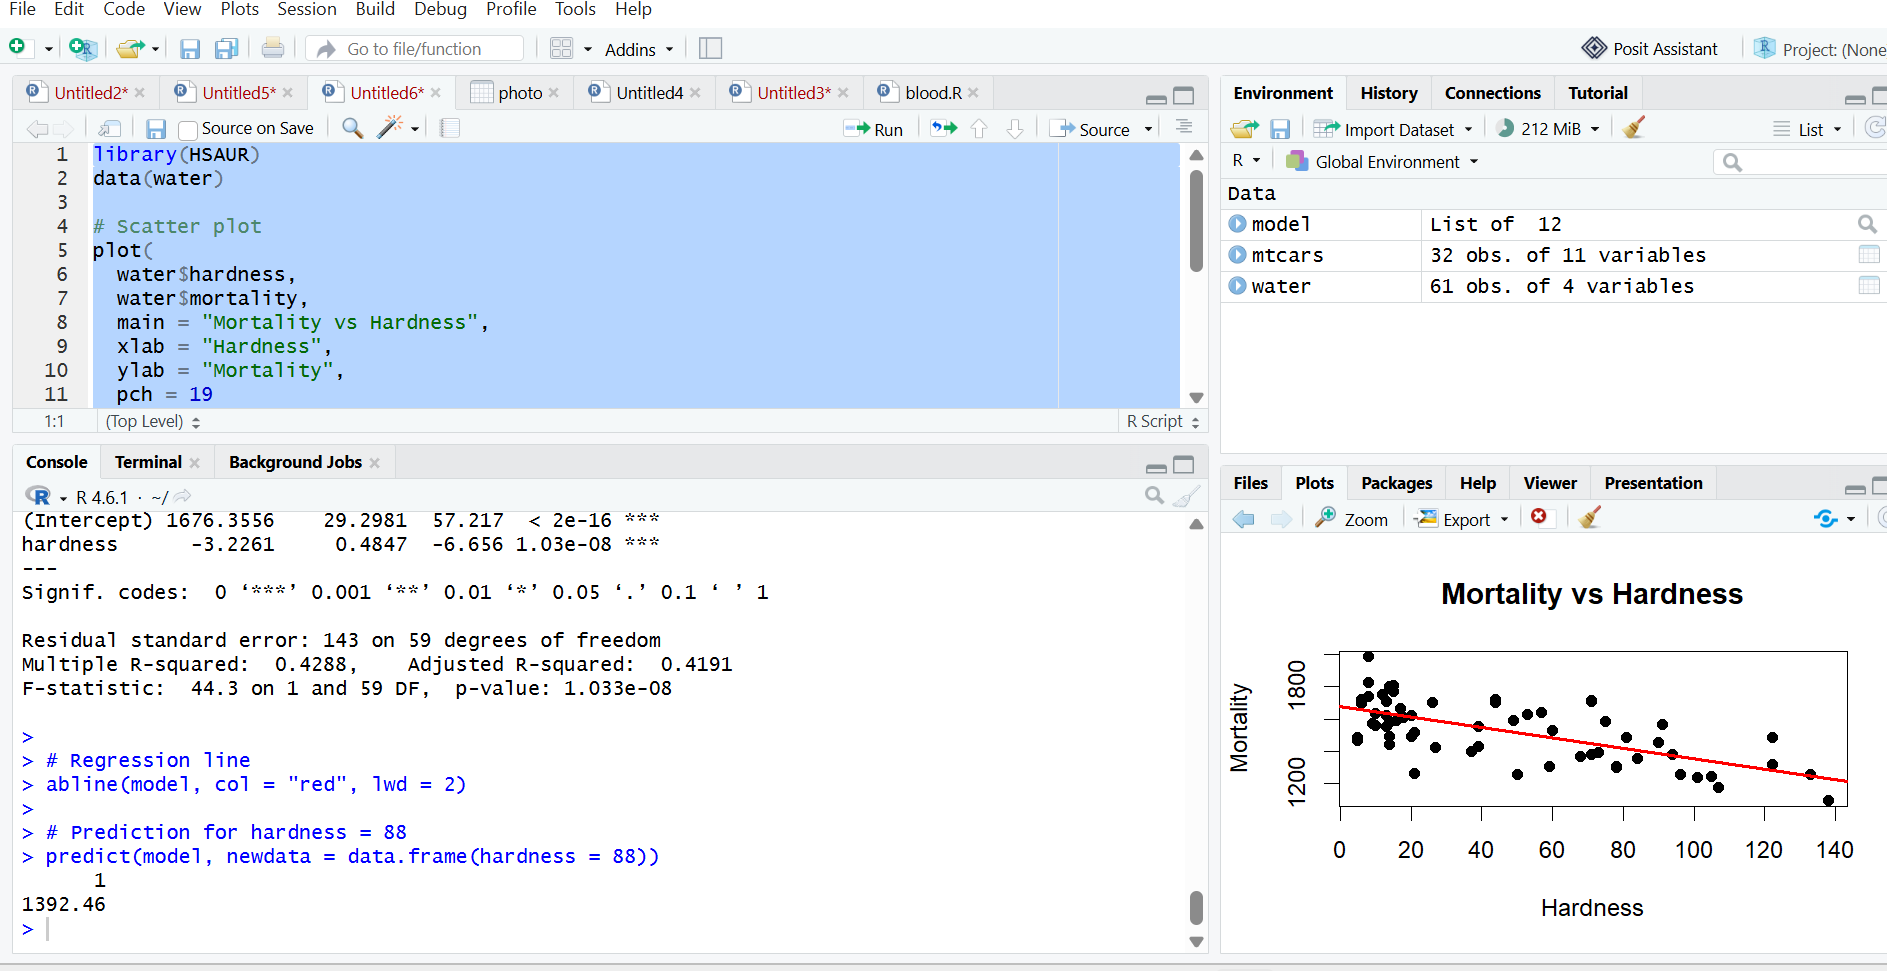 File Edit Code View Plots Session Build Debug Profile Tools Help
Go to file/function Addins Posit Assistant Project: (None
Untitled2* Untitled5* Untitled6* photo Untitled4 Untitled3* blood.R
Source on Save Run Source
1 library(HSAUR)
2 data(water)
3
4 # Scatter plot
5 plot(
6 water$hardness,
7 water$mortality,
8 main = "Mortality vs Hardness",
9 xlab = "Hardness",
10 ylab = "Mortality",
11 pch = 19
1:1 (Top Level) R Script
Console Terminal Background Jobs
R 4.6.1 · ~/
(Intercept) 1676.3556 29.2981 57.217 < 2e-16 ***
hardness -3.2261 0.4847 -6.656 1.03e-08 ***
---
Signif. codes: 0 ‘***’ 0.001 ‘**’ 0.01 ‘*’ 0.05 ‘.’ 0.1 ‘ ’ 1
Residual standard error: 143 on 59 degrees of freedom
Multiple R-squared: 0.4288, Adjusted R-squared: 0.4191
F-statistic: 44.3 on 1 and 59 DF, p-value: 1.033e-08
>
> # Regression line
> abline(model, col = "red", lwd = 2)
>
> # Prediction for hardness = 88
> predict(model, newdata = data.frame(hardness = 88))
1
1392.46
>
Environment History Connections Tutorial
Import Dataset 212 MiB List
R Global Environment
Data
model List of 12
mtcars 32 obs. of 11 variables
water 61 obs. of 4 variables
Files Plots Packages Help Viewer Presentation
Zoom Export
Mortality vs Hardness
Mortality
1800
1200
0 20 40 60 80 100 120 140
Hardness